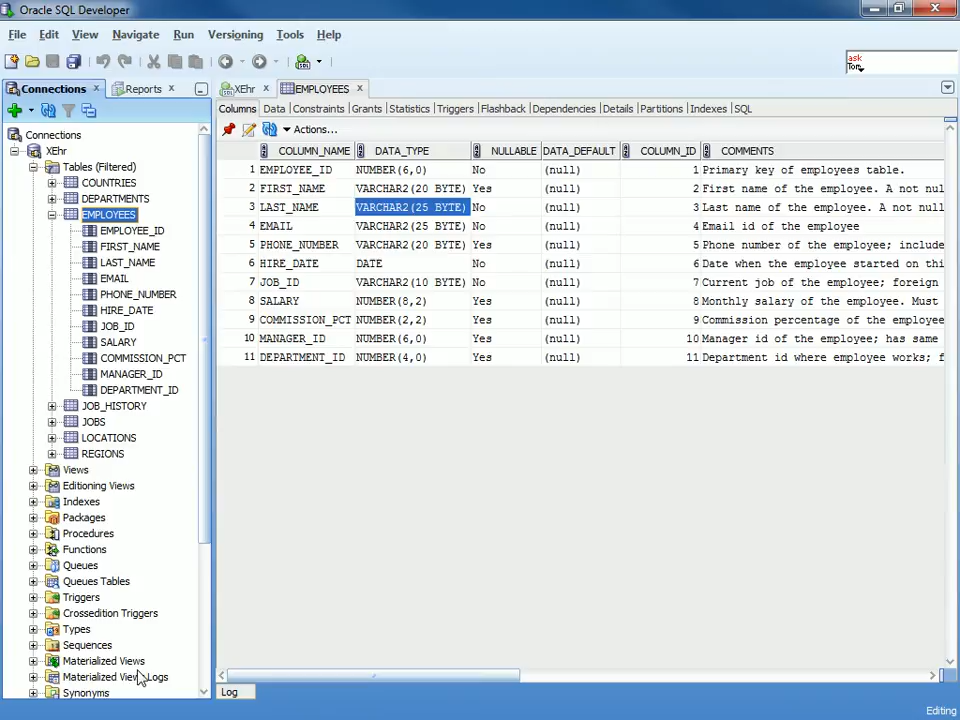 Oracle SQL Developer
File Edit View Navigate Run Versioning Tools Help
ask
Tom
Connections Reports XEhr EMPLOYEES
Columns Data Constraints Grants Statistics Triggers Flashback Dependencies Details Partitions Indexes SQL
Actions...
Connections
XEhr
Tables (Filtered)
COUNTRIES
DEPARTMENTS
EMPLOYEES
EMPLOYEE_ID
FIRST_NAME
LAST_NAME
EMAIL
PHONE_NUMBER
HIRE_DATE
JOB_ID
SALARY
COMMISSION_PCT
MANAGER_ID
DEPARTMENT_ID
JOB_HISTORY
JOBS
LOCATIONS
REGIONS
Views
Editioning Views
Indexes
Packages
Procedures
Functions
Queues
Queues Tables
Triggers
Crossedition Triggers
Types
Sequences
Materialized Views
Materialized View Logs
Synonyms
COLUMN_NAME DATA_TYPE NULLABLE DATA_DEFAULT COLUMN_ID COMMENTS
1 EMPLOYEE_ID NUMBER(6,0) No (null) 1 Primary key of employees table.
2 FIRST_NAME VARCHAR2(20 BYTE) Yes (null) 2 First name of the employee. A not nul
3 LAST_NAME VARCHAR2(25 BYTE) No (null) 3 Last name of the employee. A not null
4 EMAIL VARCHAR2(25 BYTE) No (null) 4 Email id of the employee
5 PHONE_NUMBER VARCHAR2(20 BYTE) Yes (null) 5 Phone number of the employee; include
6 HIRE_DATE DATE No (null) 6 Date when the employee started on thi
7 JOB_ID VARCHAR2(10 BYTE) No (null) 7 Current job of the employee; foreign
8 SALARY NUMBER(8,2) Yes (null) 8 Monthly salary of the employee. Must
9 COMMISSION_PCT NUMBER(2,2) Yes (null) 9 Commission percentage of the employee
10 MANAGER_ID NUMBER(6,0) Yes (null) 10 Manager id of the employee; has same
11 DEPARTMENT_ID NUMBER(4,0) Yes (null) 11 Department id where employee works; f
Log
Editing